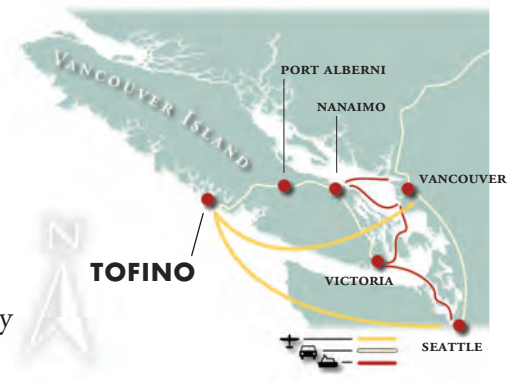 VANCOUVER ISLAND
PORT ALBERNI
NANAIMO
VANCOUVER
N
TOFINO
VICTORIA
y
SEATTLE